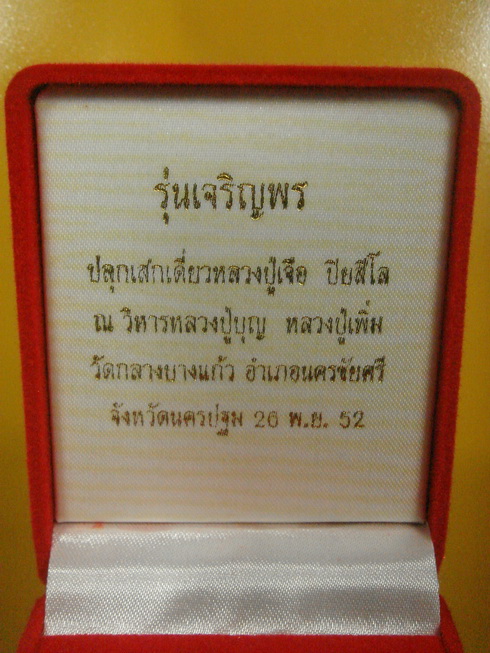 รุ่นเจริญพร
ปลุกเสกเดี่ยวหลวงปู่เจือ ปิยสีโล
ณ วิหารหลวงปู่บุญ หลวงปู่เพิ่ม
วัดกลางบางแก้ว อำเภอนครชัยศรี
จังหวัดนครปฐม 26 พ.ย. 52